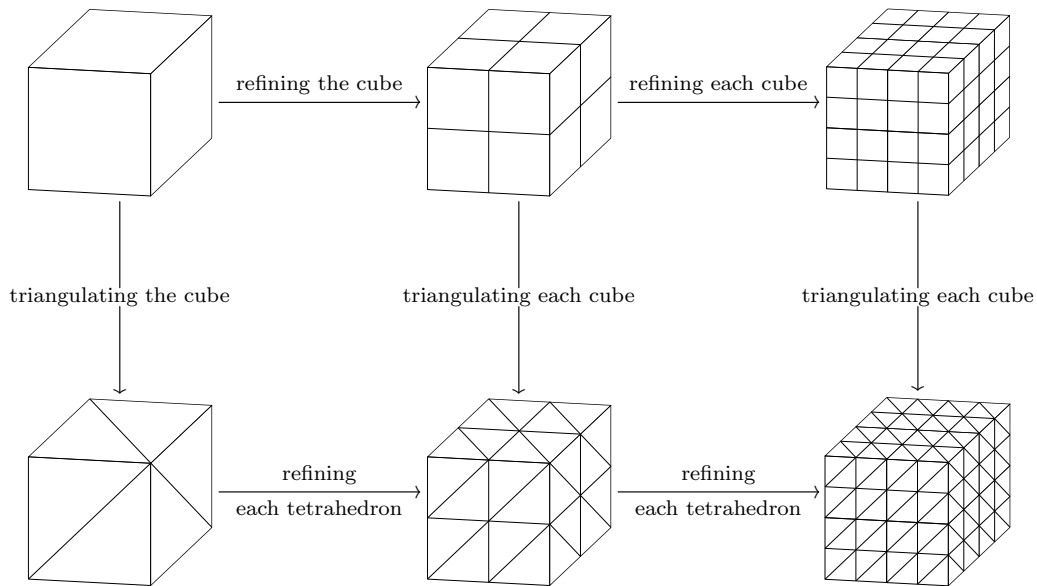 refining the cube
refining each cube
triangulating the cube
triangulating each cube
triangulating each cube
refining
each tetrahedron
refining
each tetrahedron